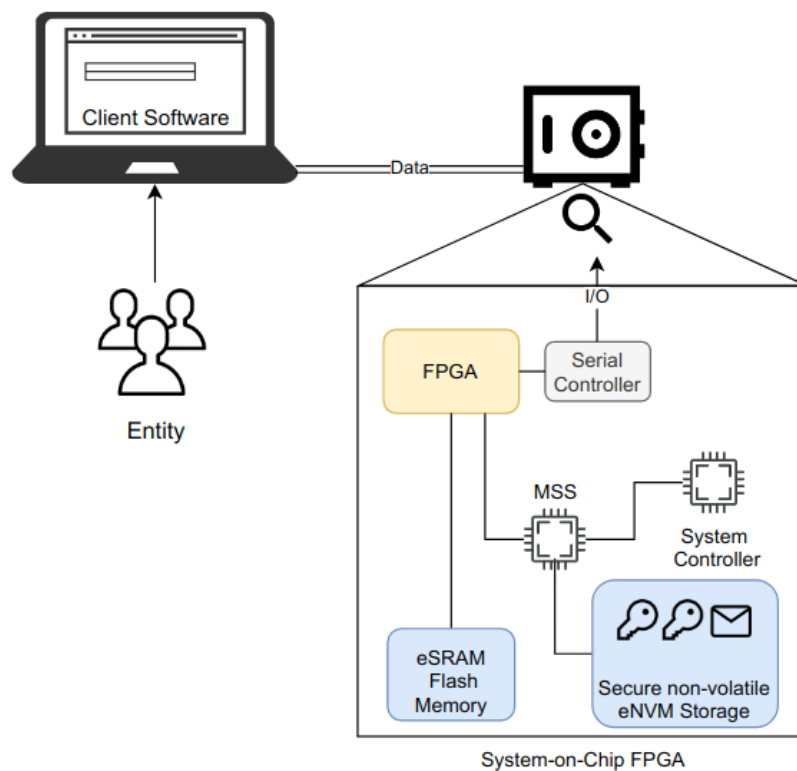 Client Software
Data
Entity
I/O
FPGA
Serial
Controller
MSS
System
Controller
eSRAM
Flash
Memory
Secure non-volatile
eNVM Storage
System-on-Chip FPGA